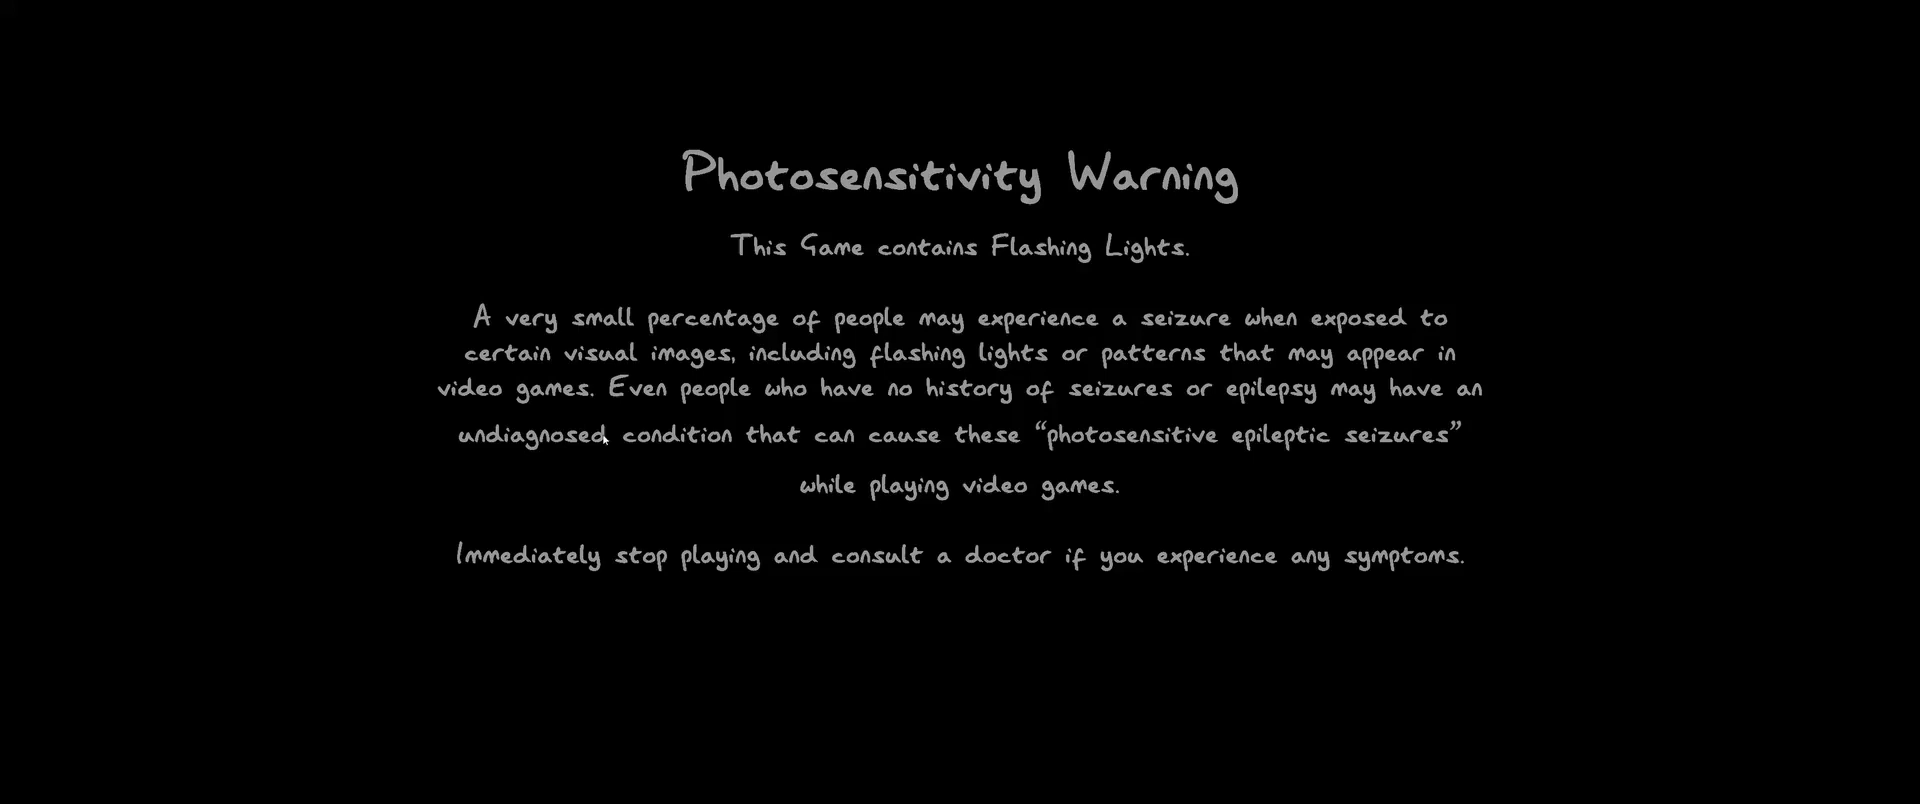 Photosensitivity Warning
This Game contains Flashing Lights.
A very small percentage of people may experience a seizure when exposed to
certain visual images, including flashing lights or patterns that may appear in
video games. Even people who have no history of seizures or epilepsy may have an
undiagnosed condition that can cause these “photosensitive epileptic seizures”
while playing video games.
Immediately stop playing and consult a doctor if you experience any symptoms.